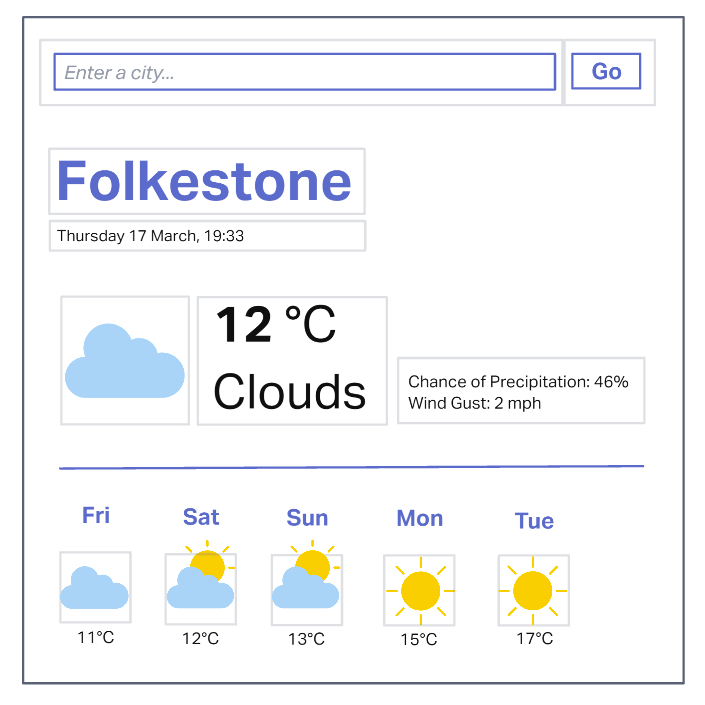 Enter a city...
Go
Folkestone
Thursday 17 March, 19:33
12 °C
Clouds
Chance of Precipitation: 46%
Wind Gust: 2 mph
Fri Sat Sun Mon Tue
11°C 12°C 13°C 15°C 17°C